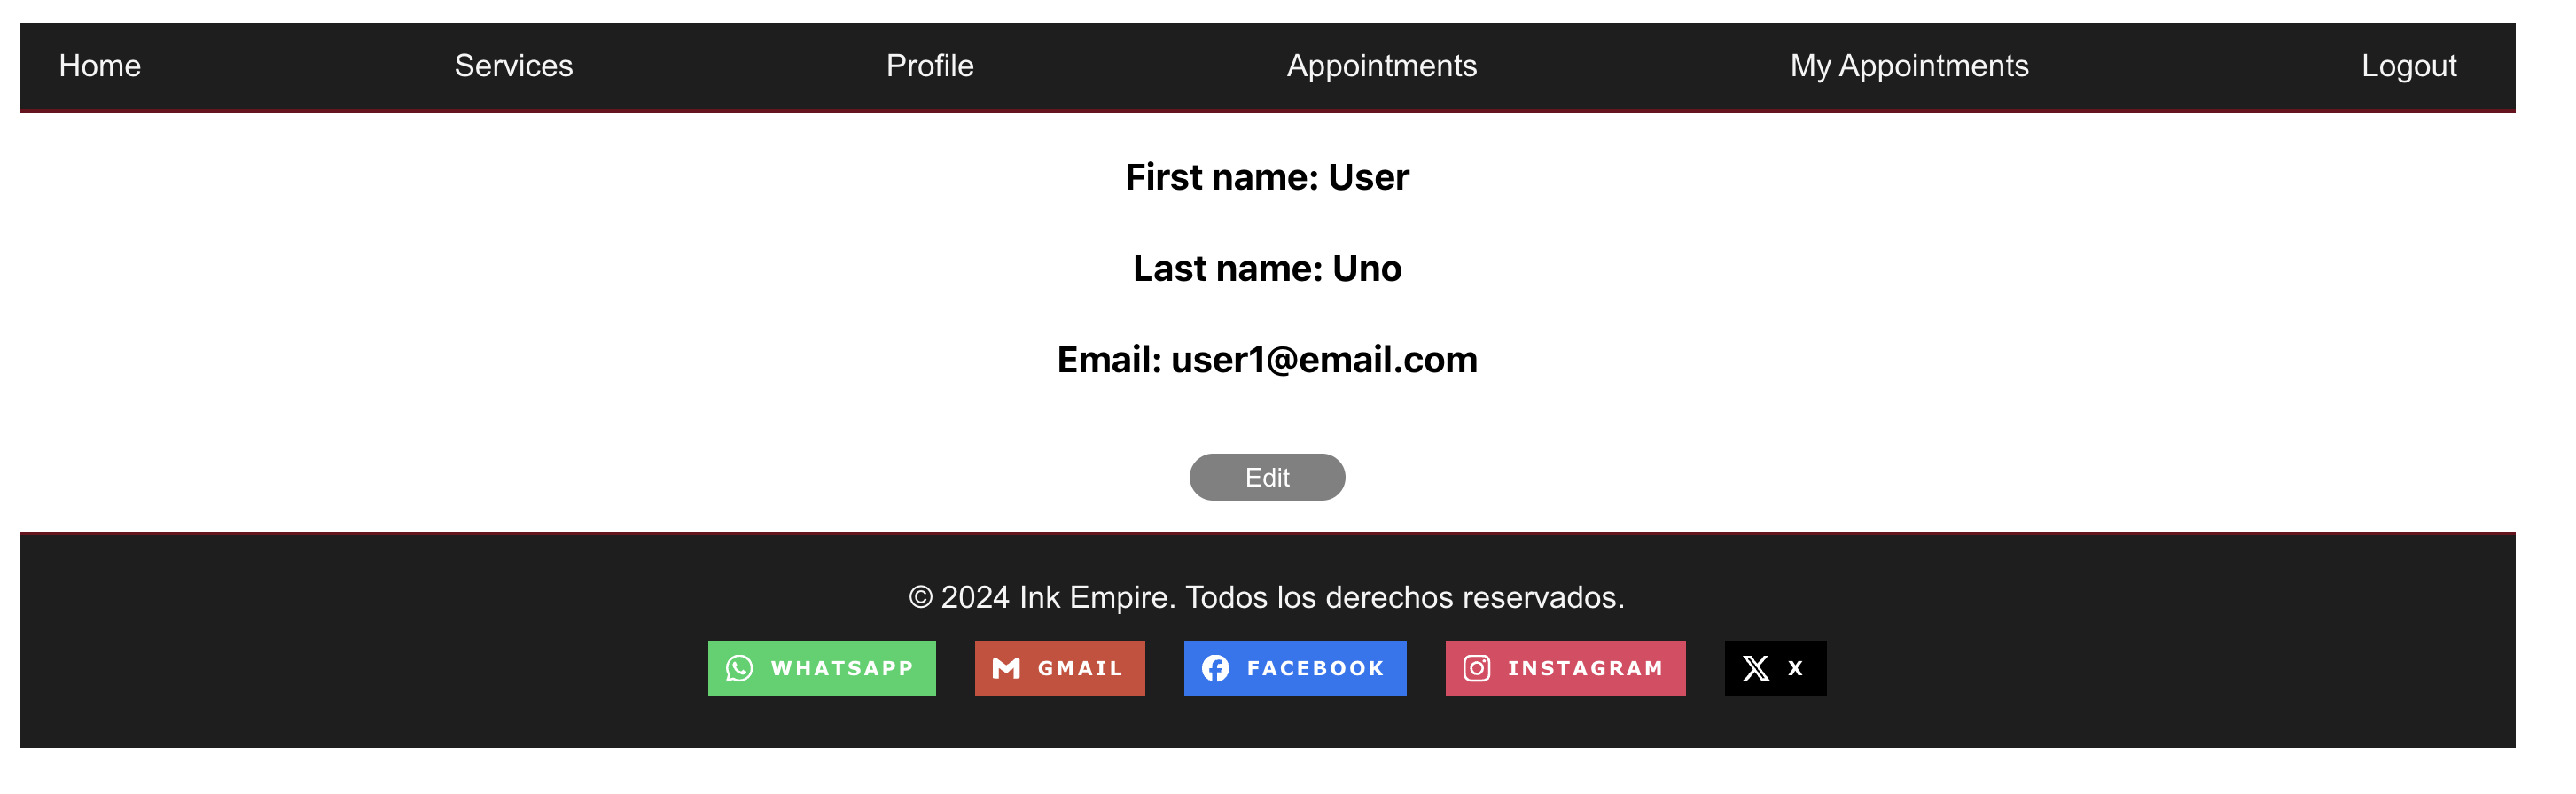 Home Services Profile Appointments My Appointments Logout
First name: User
Last name: Uno
Email: user1@email.com
Edit
© 2024 Ink Empire. Todos los derechos reservados.
WHATSAPP GMAIL FACEBOOK INSTAGRAM X